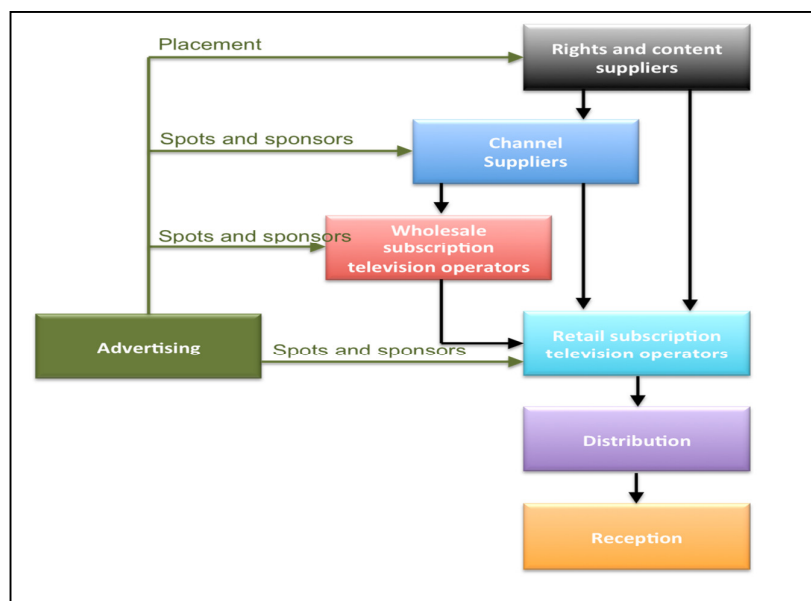 Placement
Rights and content
suppliers
Spots and sponsors
Channel
Suppliers
Spots and sponsors
Wholesale
subscription
television operators
Advertising
Spots and sponsors
Retail subscription
television operators
Distribution
Reception